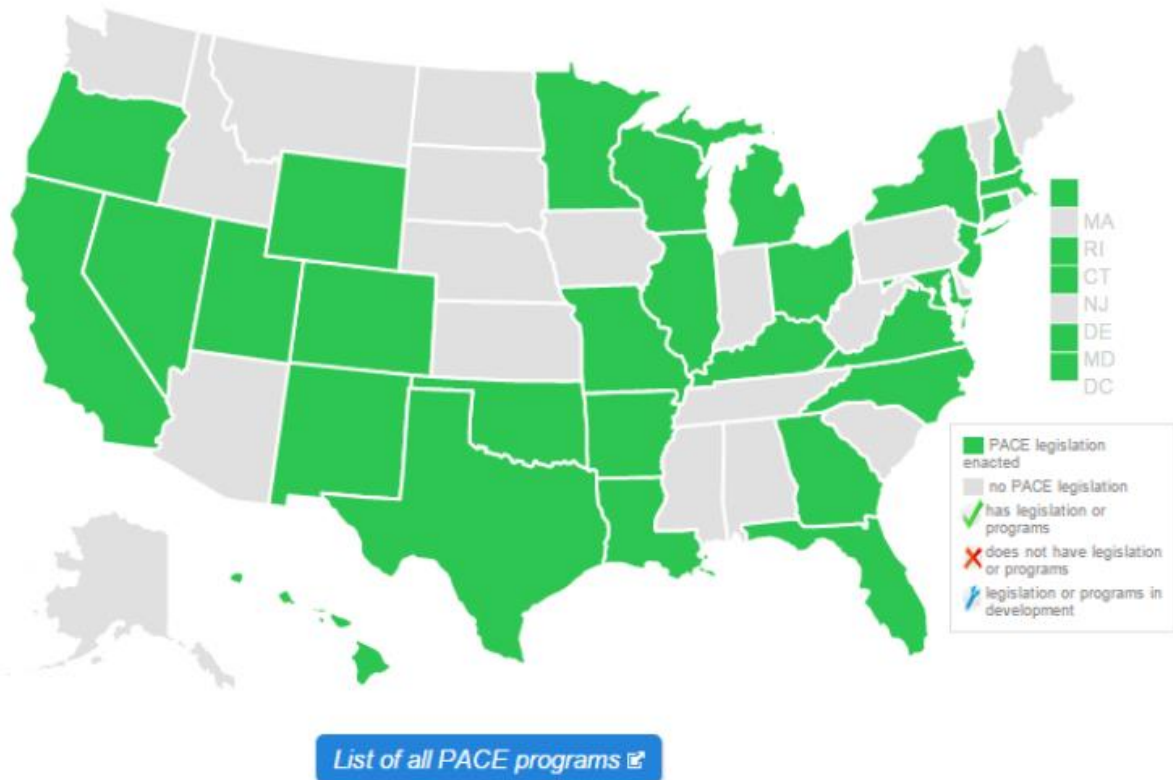 MA
RI
CT
NJ
DE
MD
DC
PACE legislation
enacted
no PACE legislation
has legislation or
programs
does not have legislation
or programs
legislation or programs in
development
List of all PACE programs